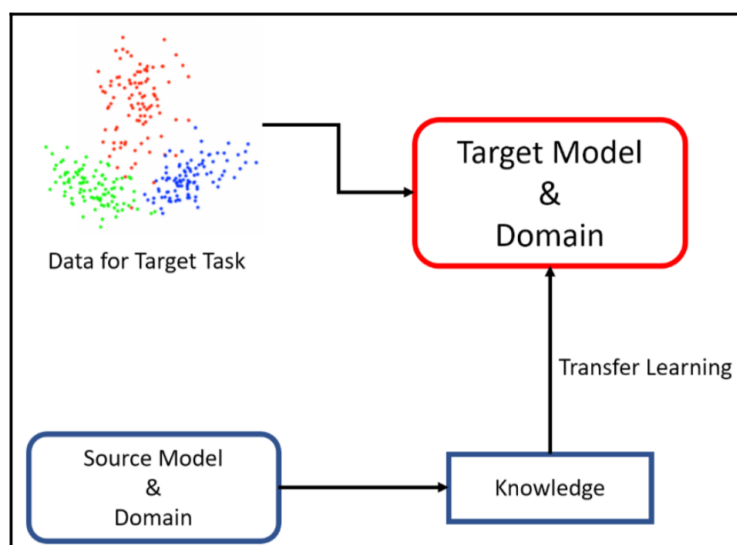 Data for Target Task
Target Model
&
Domain
Transfer Learning
Source Model
&
Domain
Knowledge